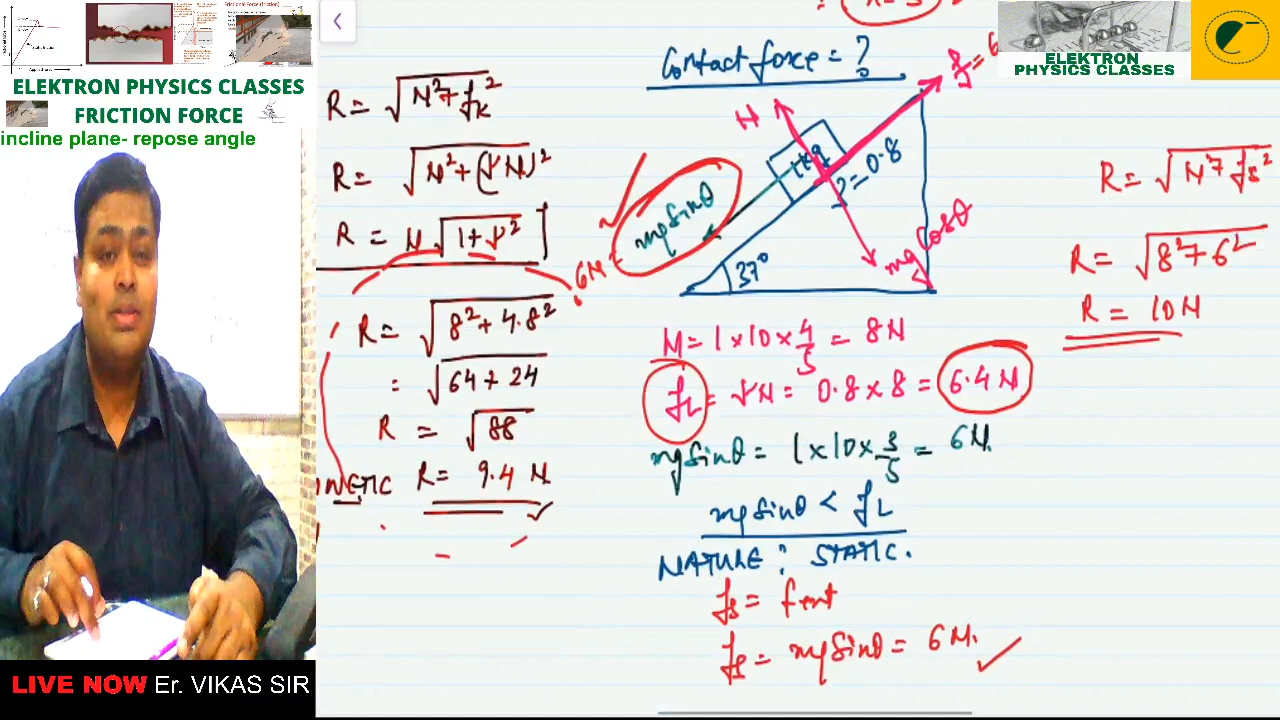 ELEKTRON PHYSICS CLASSES
FRICTION FORCE
incline plane- repose angle
R = √N²+fk²
R = √N²+(μN)²
R = N√1+μ²
R = √8²+4.8²
= √64+24
R = √88
NETIC R = 9.4 N
Contact force = ?
N
1kg
μ=0.8
mg sinθ
6N =
37°
mg cosθ
N = 1×10×4/5 = 8N
fL = μN = 0.8×8 = 6.4 N
mg sinθ = 1×10×3/5 = 6N.
mg sinθ < fL
NATURE : STATIC.
fs = fext
fs = mg sinθ = 6N.
R = √N²+fs²
R = √8²+6²
R = 10N
ELEKTRON
PHYSICS CLASSES
LIVE NOW Er. VIKAS SIR